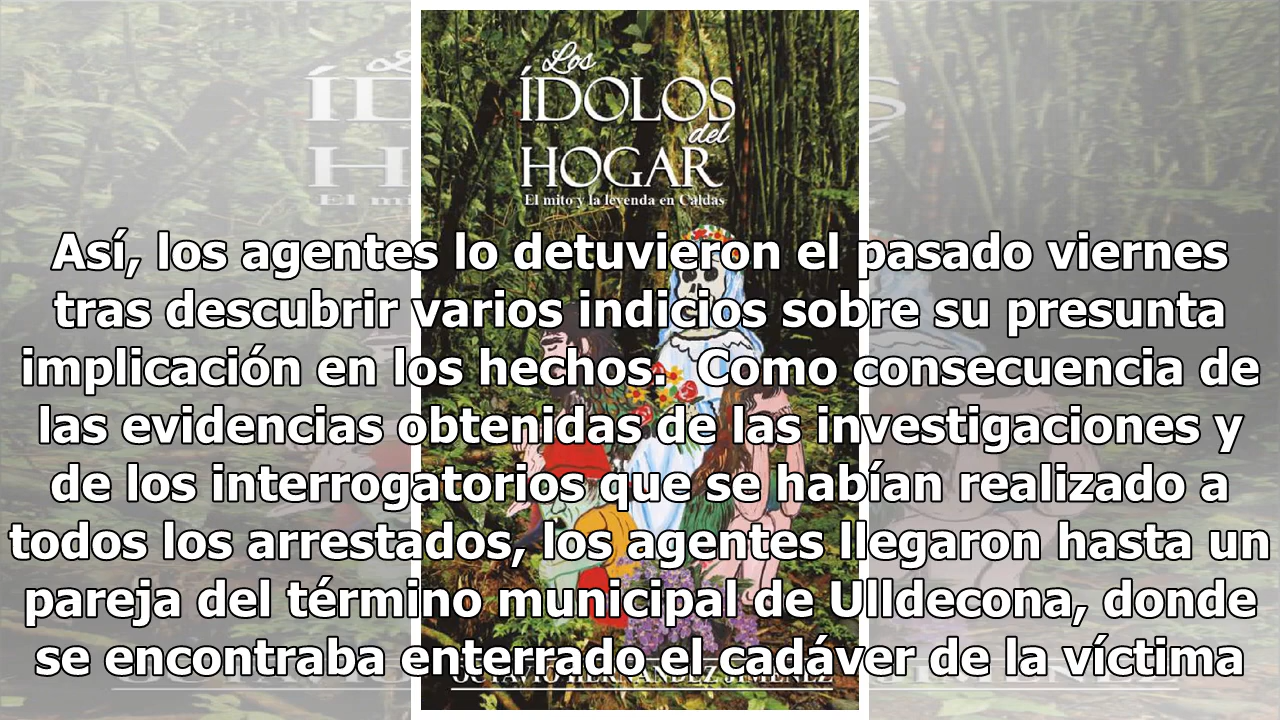 Los
ÍDOLOS
del
HOGAR
El mito y la leyenda en Caldas
Así, los agentes lo detuvieron el pasado viernes
tras descubrir varios indicios sobre su presunta
implicación en los hechos.  Como consecuencia de
las evidencias obtenidas de las investigaciones y
de los interrogatorios que se habían realizado a
todos los arrestados, los agentes llegaron hasta un
pareja del término municipal de Ulldecona, donde
se encontraba enterrado el cadáver de la víctima
OCTAVIO HERNÁNDEZ JIMÉNEZ